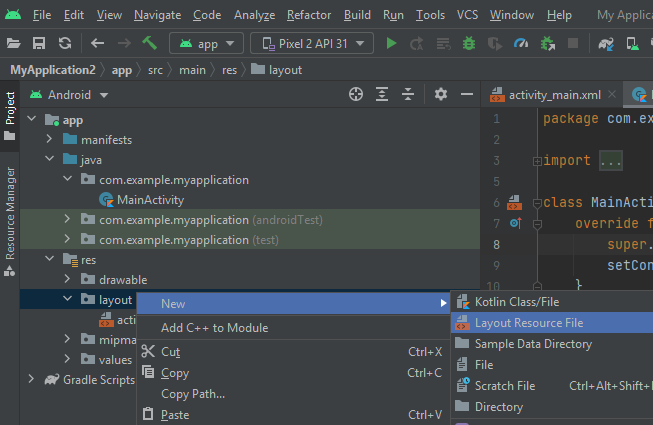 File Edit View Navigate Code Analyze Refactor Build Run Tools VCS Window Help My Applicatio
app Pixel 2 API 31
MyApplication2 app src main res layout
Project
Resource Manager
Android
activity_main.xml
app
manifests
java
com.example.myapplication
MainActivity
com.example.myapplication (androidTest)
com.example.myapplication (test)
res
drawable
layout
acti
mipma
values
Gradle Scripts
1 package com.ex
2
3 import ...
5
6 class MainActi
7 override f
8 super.
9 setCon
10 }
New
Add C++ to Module
Cut Ctrl+X
Copy Ctrl+C
Copy Path...
Paste Ctrl+V
Kotlin Class/File
Layout Resource File
Sample Data Directory
File
Scratch File Ctrl+Alt+Shift+
Directory